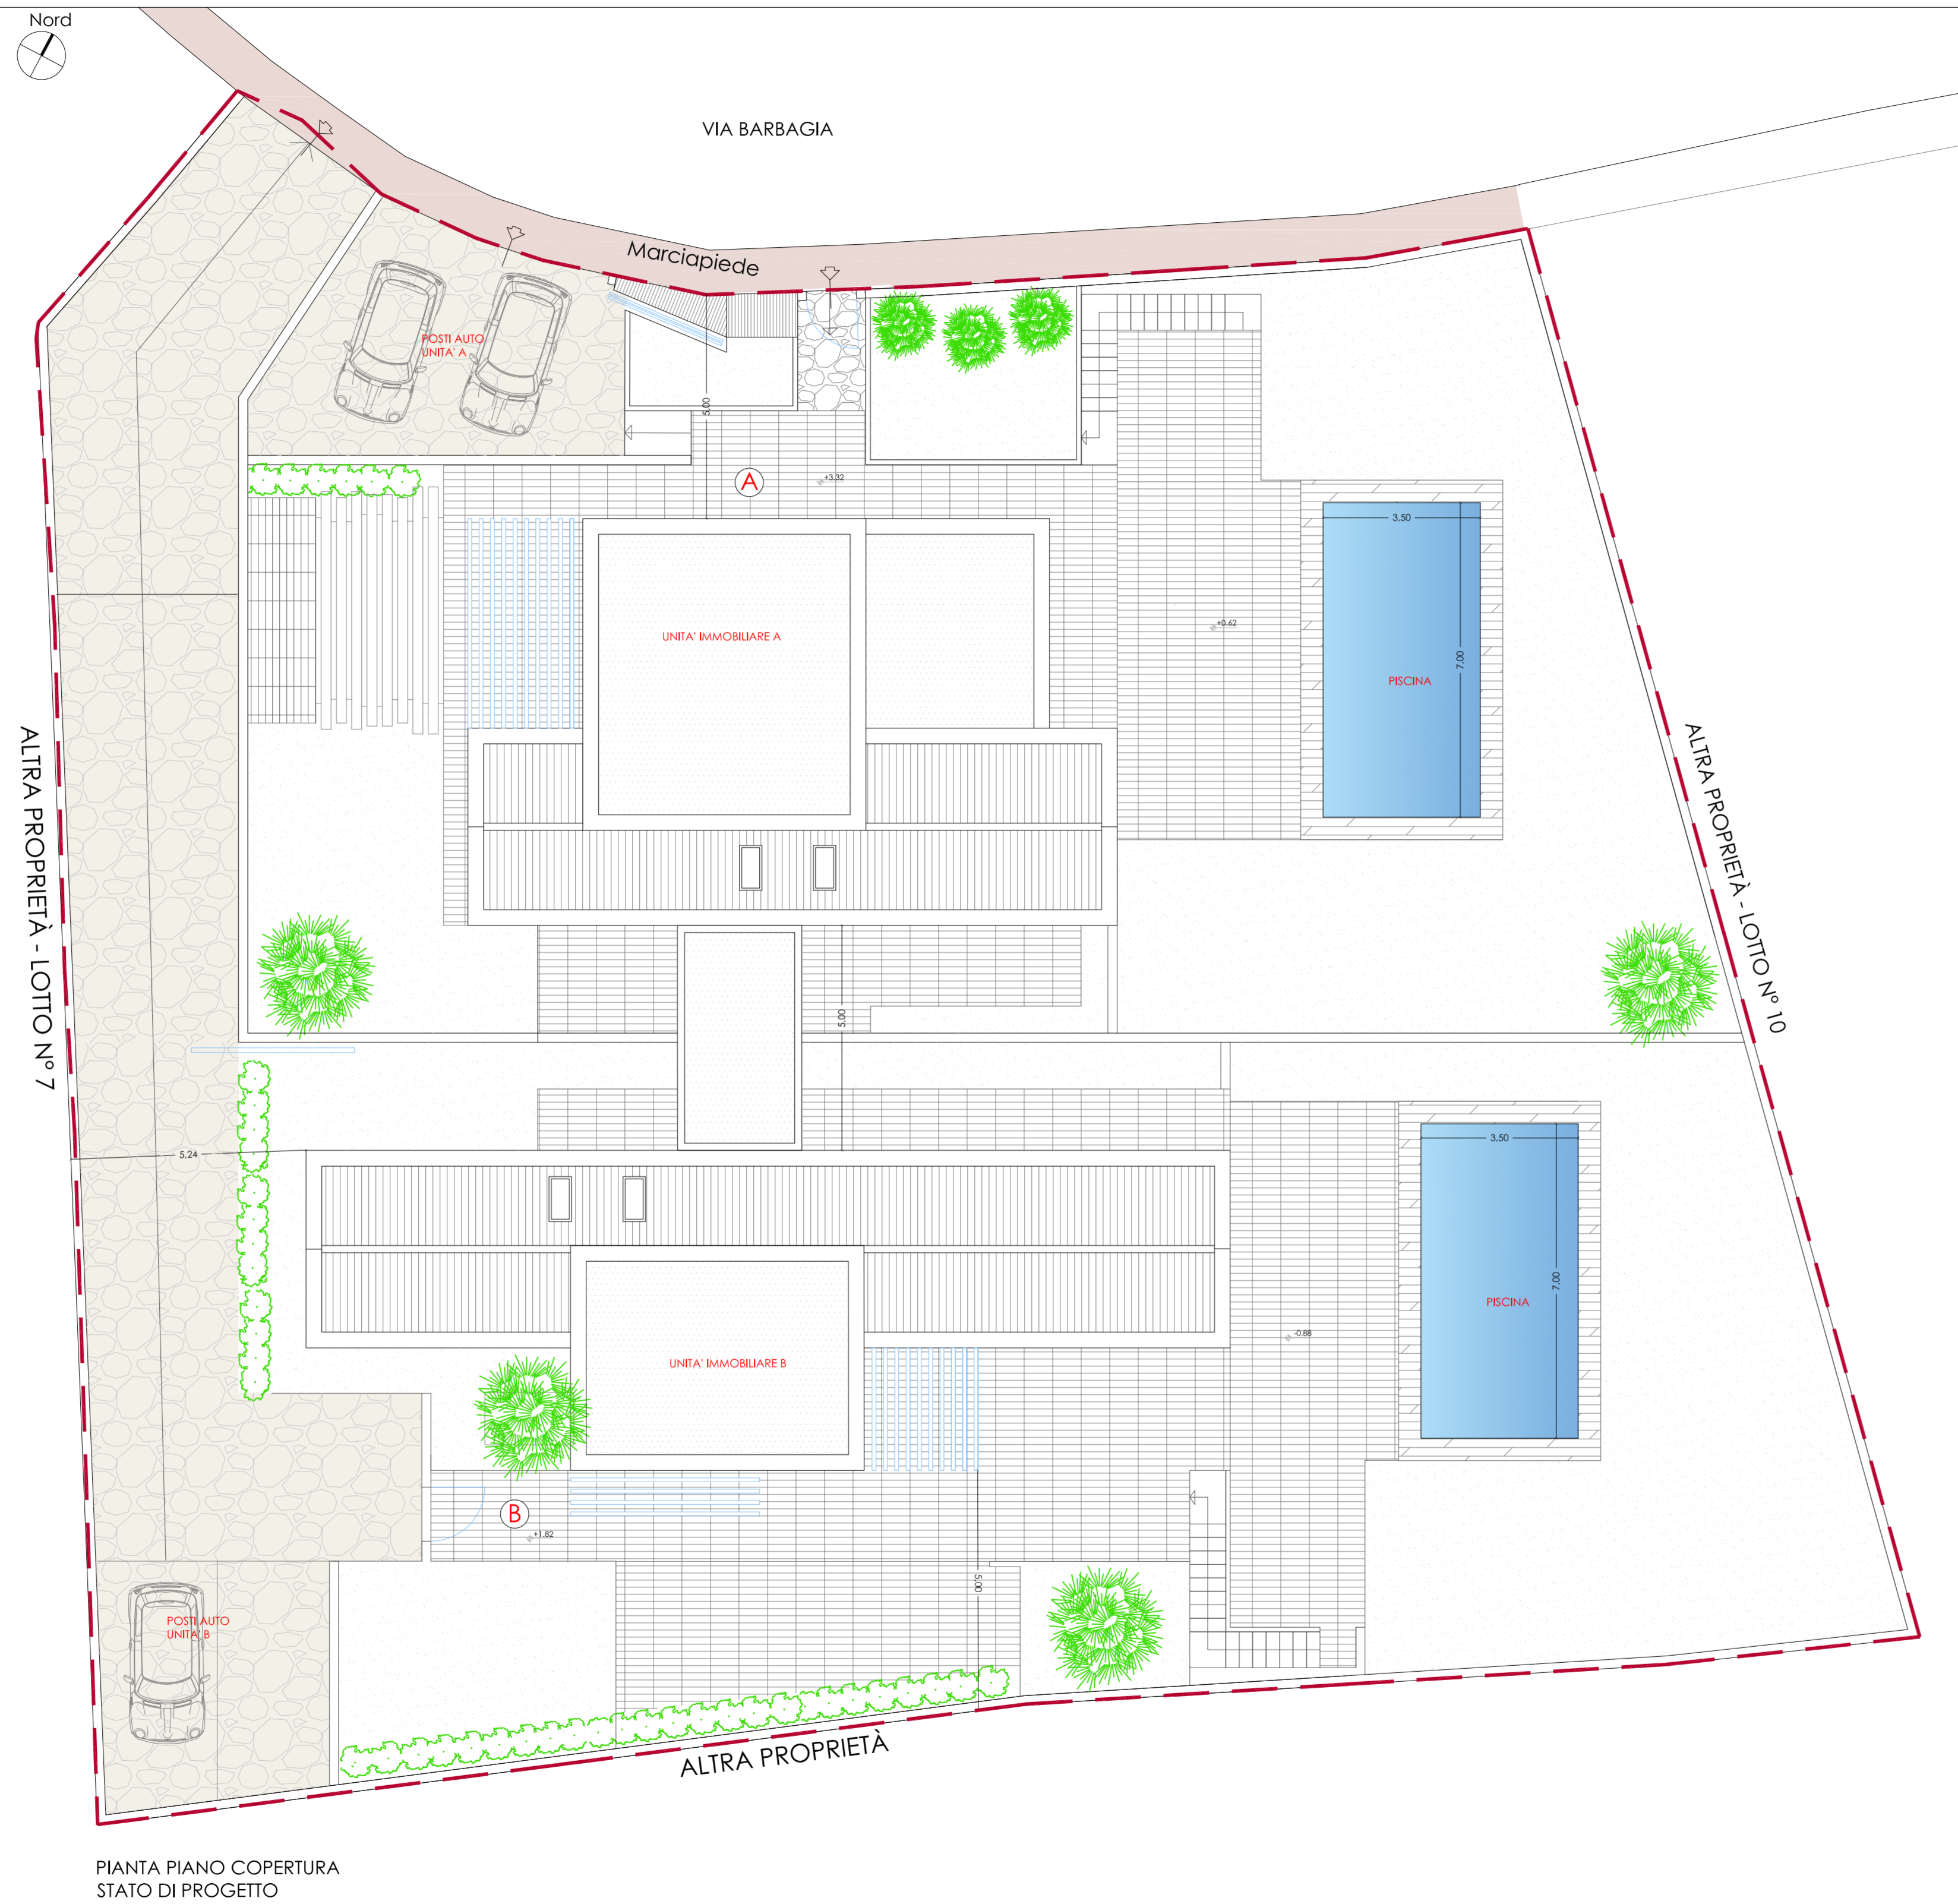 Nord
VIA BARBAGIA
Marciapiede
POSTI AUTO
UNITA' A
5,00
A
+3,32
3,50
UNITA' IMMOBILIARE A
+0.62
7,00
PISCINA
ALTRA PROPRIETÀ - LOTTO N° 7
ALTRA PROPRIETÀ - LOTTO N° 10
5,00
5,24
3,50
7,00
PISCINA
-0.88
UNITA' IMMOBILIARE B
B
+1.82
5,00
POSTI AUTO
UNITA' B
ALTRA PROPRIETÀ
PIANTA PIANO COPERTURA
STATO DI PROGETTO